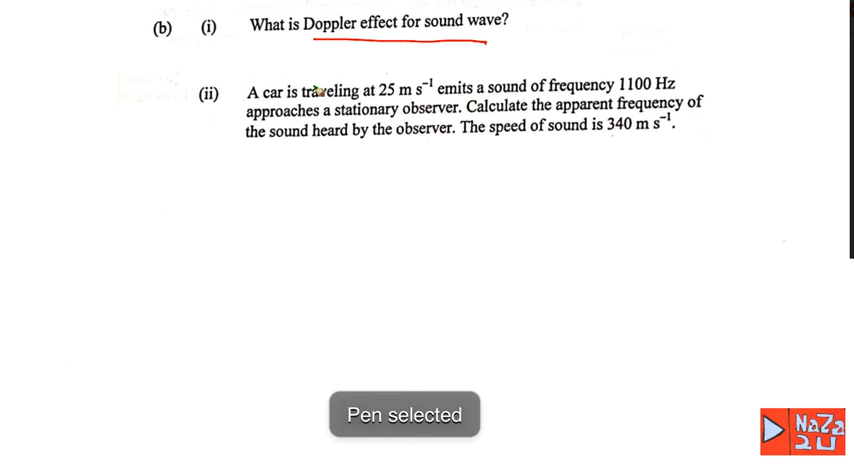 (b) (i) What is Doppler effect for sound wave?
(ii) A car is traveling at 25 m s⁻¹ emits a sound of frequency 1100 Hz
approaches a stationary observer. Calculate the apparent frequency of
the sound heard by the observer. The speed of sound is 340 m s⁻¹.
Pen selected
NaZa
2U